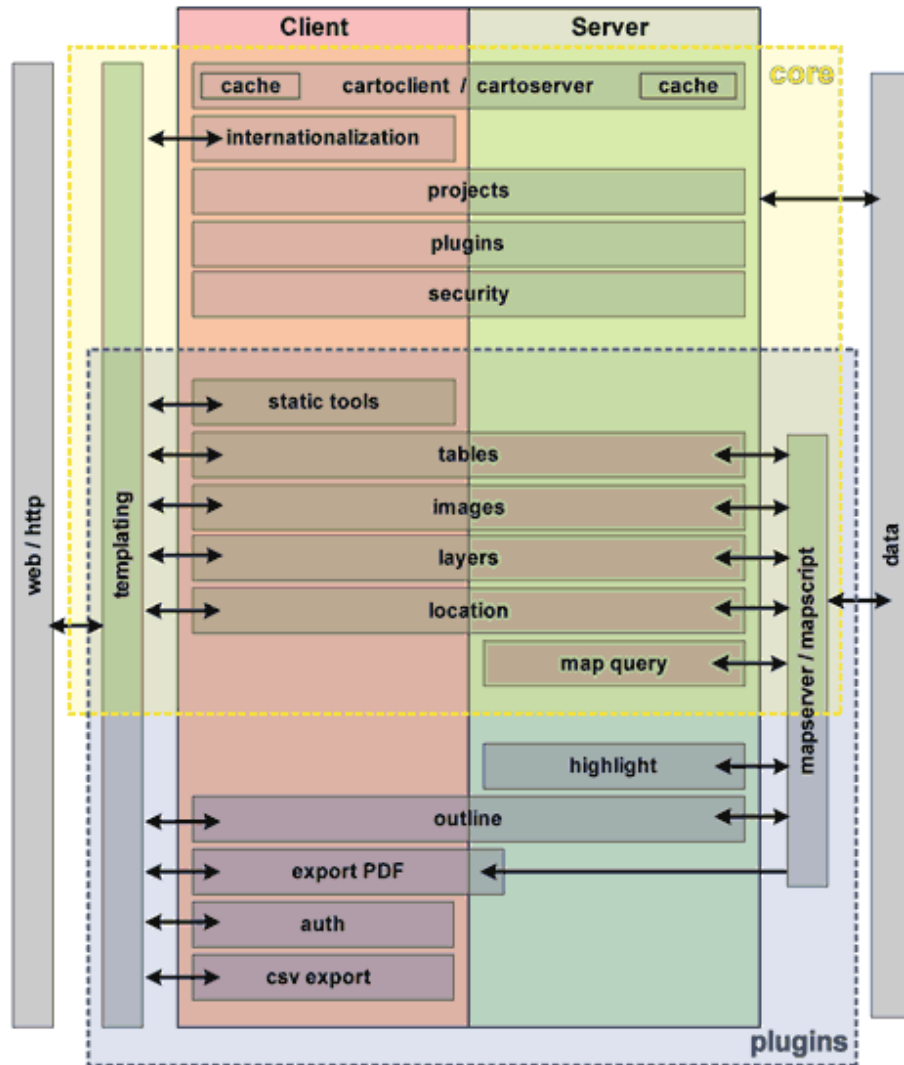 Client
Server
core
cache
cartoclient / cartoserver
cache
internationalization
projects
plugins
security
static tools
tables
images
layers
location
map query
highlight
outline
export PDF
auth
csv export
web / http
templating
mapserver / mapscript
data
plugins